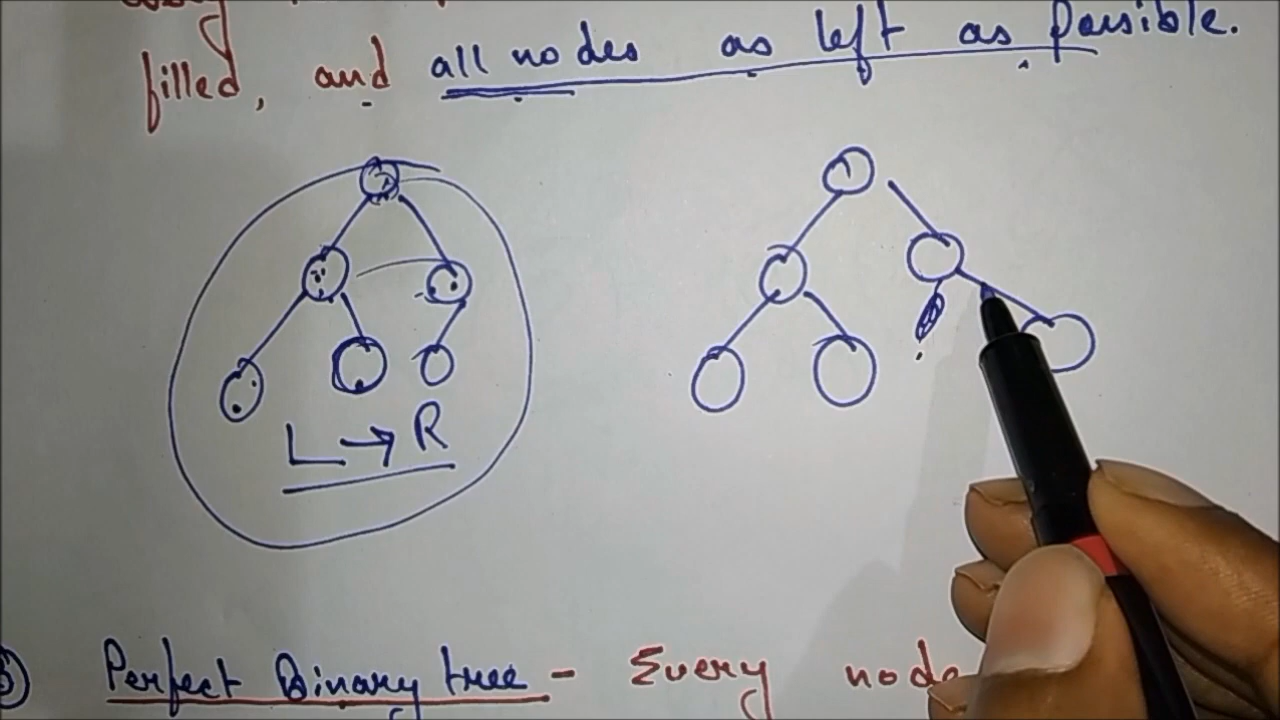 filled, and all nodes as left as possible.
L → R
Perfect Binary tree - Every node